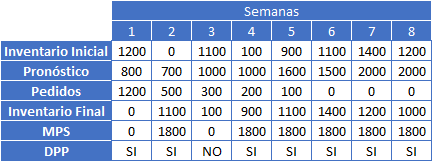 Semanas
1 2 3 4 5 6 7 8
Inventario Inicial 1200 0 1100 100 900 1100 1400 1200
Pronóstico 800 700 1000 1000 1600 1500 2000 2000
Pedidos 1200 500 300 200 100 0 0 0
Inventario Final 0 1100 100 900 1100 1400 1200 1000
MPS 0 1800 0 1800 1800 1800 1800 1800
DPP SI SI NO SI SI SI SI SI